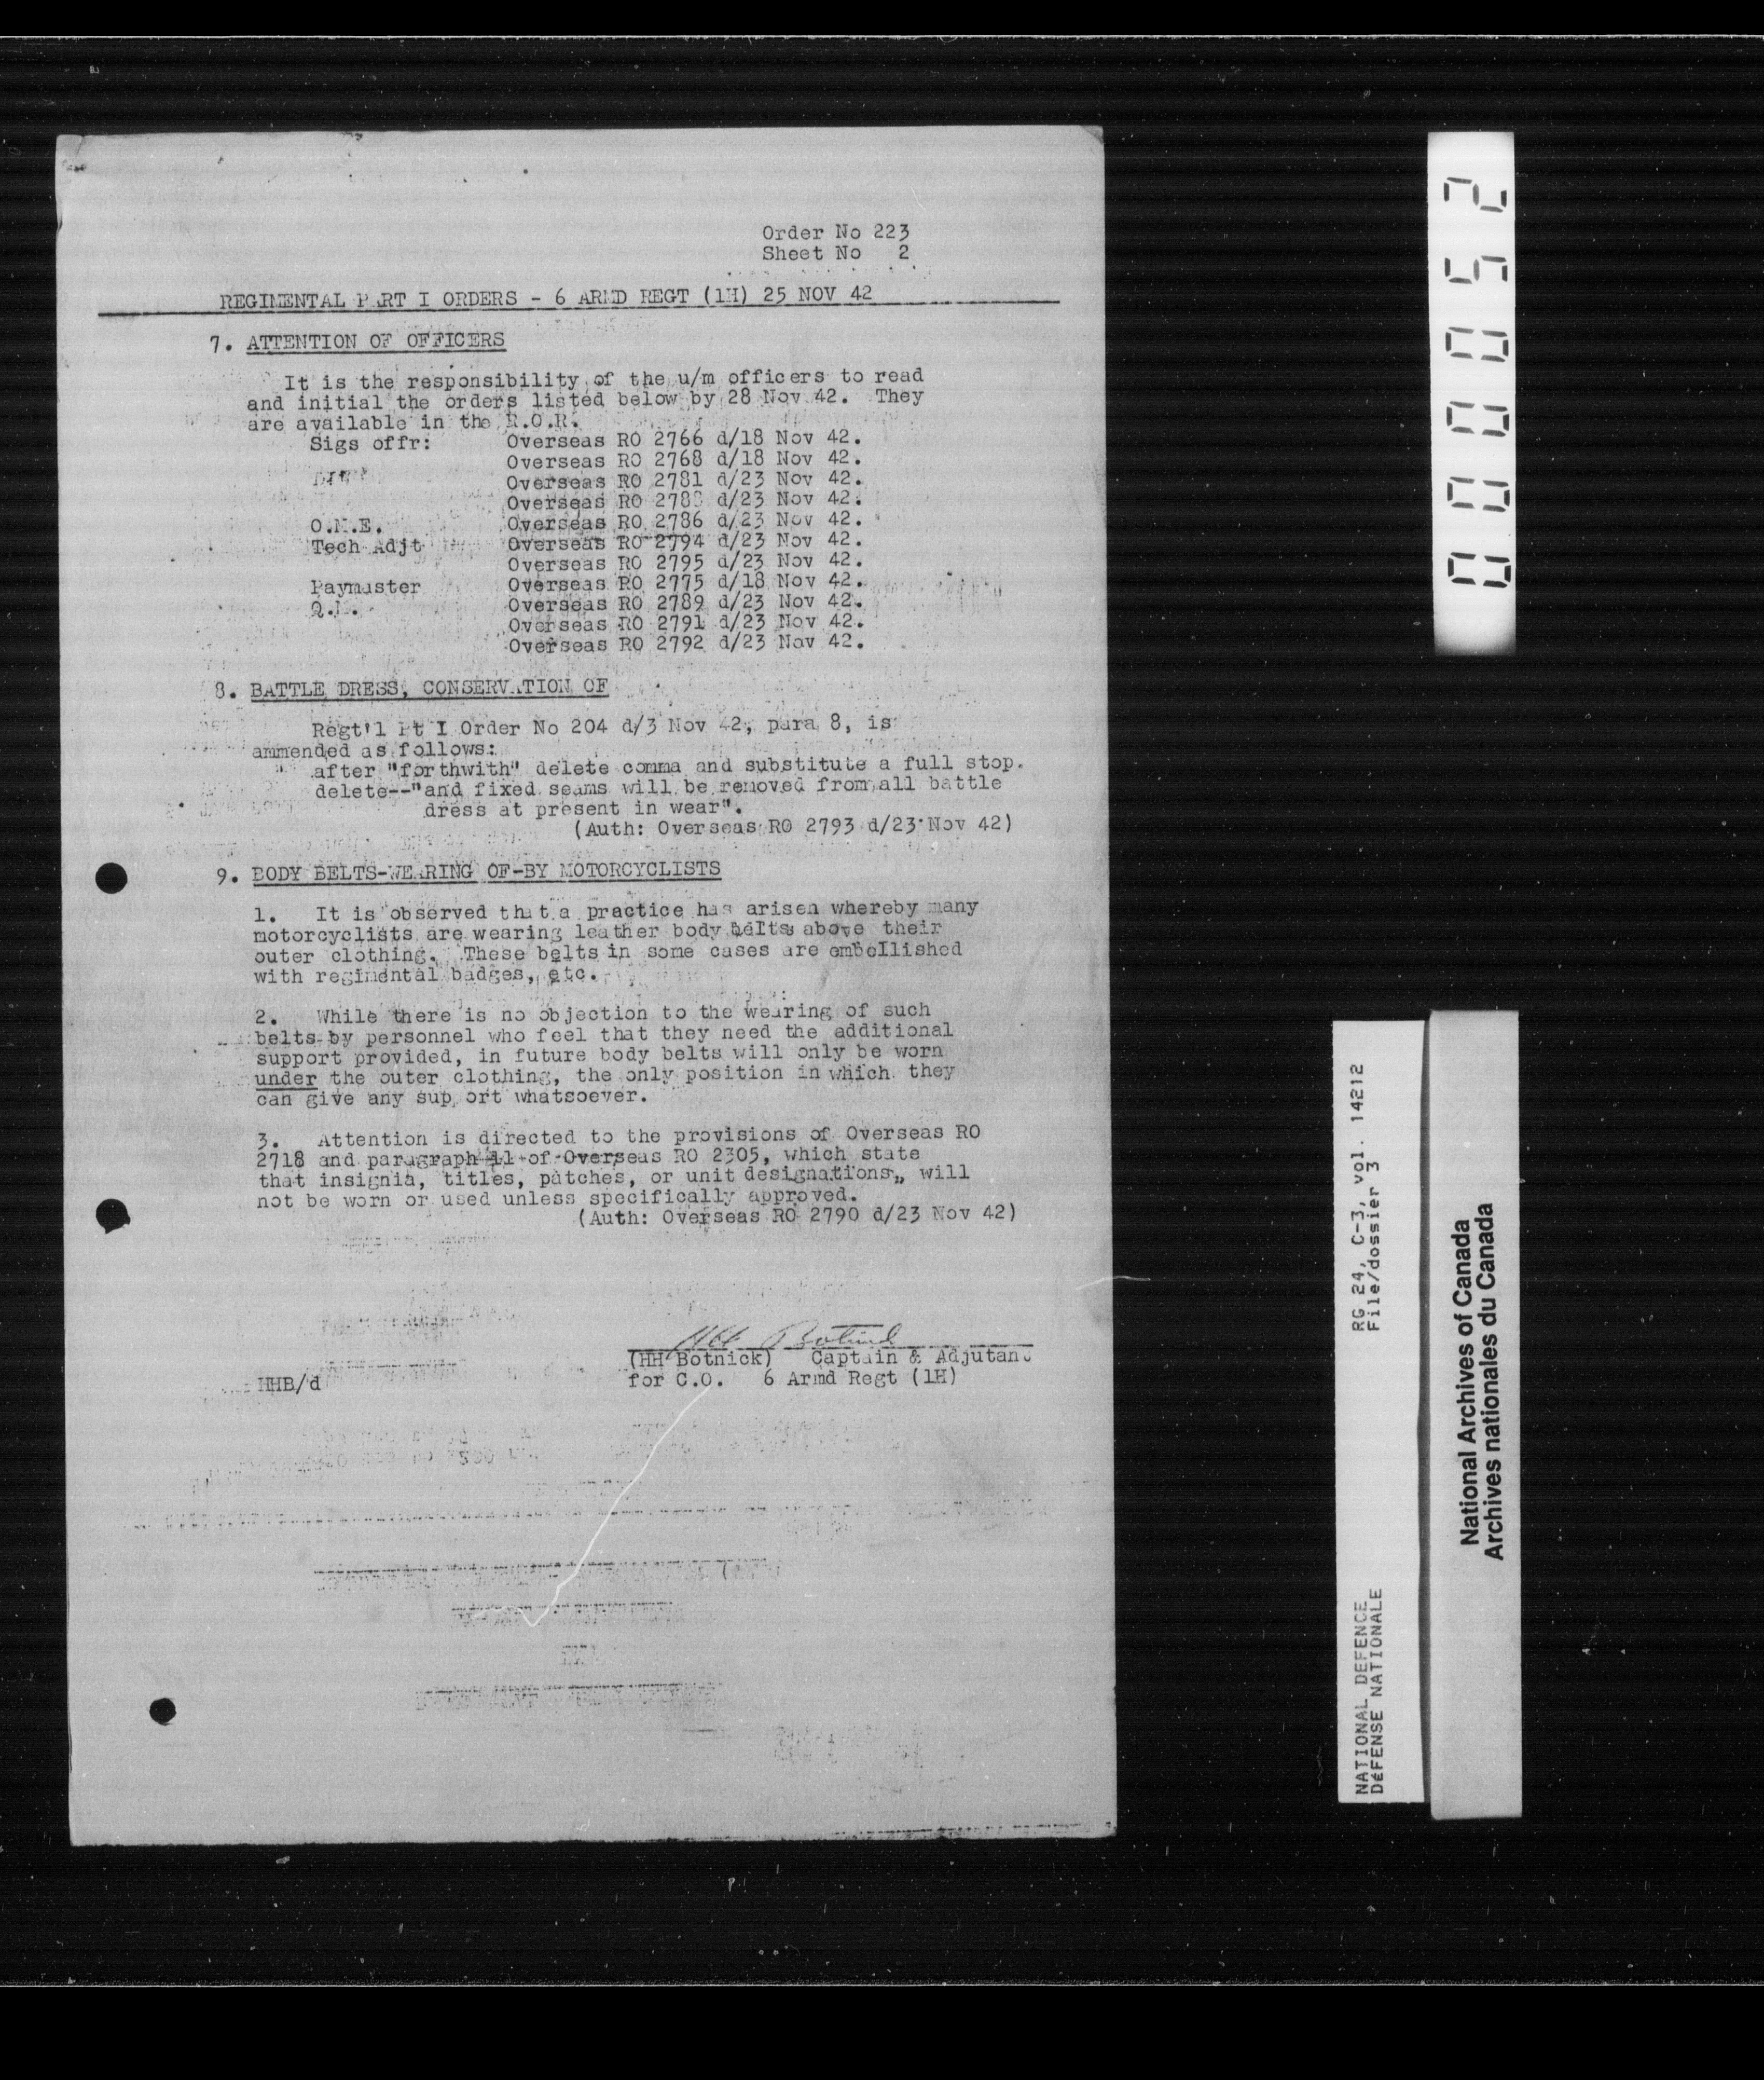 Order No 223
Sheet No 2
REGIMENTAL PART I ORDERS - 6 ARMD REGT (1H) 25 NOV 42
7. ATTENTION OF OFFICERS
It is the responsibility of the u/m officers to read
and initial the orders listed below by 28 Nov 42. They
are available in the R.O.R.
Sigs offr: Overseas RO 2766 d/18 Nov 42.
Overseas RO 2768 d/18 Nov 42.
Overseas RO 2781 d/23 Nov 42.
Overseas RO d/23 Nov 42.
O.M.E. Overseas RO 2786 d/23 Nov 42.
Tech Adjt Overseas RO 2794 d/23 Nov 42.
Overseas RO 2795 d/23 Nov 42.
Paymaster Overseas RO 2775 d/18 Nov 42.
Q.M. Overseas RO 2789 d/23 Nov 42.
Overseas RO 2791 d/23 Nov 42.
Overseas RO 2792 d/23 Nov 42.
8. BATTLE DRESS, CONSERVATION OF
Regt'l Pt I Order No 204 d/3 Nov 42, para 8, is
ammended as follows:
after "forthwith" delete comma and substitute a full stop.
delete--"and fixed seams will be removed from all battle
dress at present in wear".
(Auth: Overseas RO 2793 d/23 Nov 42)
9. BODY BELTS-WEARING OF-BY MOTORCYCLISTS
1. It is observed that a practice has arisen whereby many
motorcyclists are wearing leather body belts above their
outer clothing. These belts in some cases are embellished
with regimental badges, etc.
2. While there is no objection to the wearing of such
belts by personnel who feel that they need the additional
support provided, in future body belts will only be worn
under the outer clothing, the only position in which they
can give any support whatsoever.
3. Attention is directed to the provisions of Overseas RO
2718 and paragraph 11 of Overseas RO 2305, which state
that insignia, titles, patches, or unit designations, will
not be worn or used unless specifically approved.
(Auth: Overseas RO 2790 d/23 Nov 42)
HH Botnick
(HH Botnick) Captain & Adjutant
HHB/d for C.O. 6 Armd Regt (1H)
000052
RG 24, C-3, vol. 14212
File/dossier 3
NATIONAL DEFENCE
DéFENSE NATIONALE
National Archives of Canada
Archives nationales du Canada